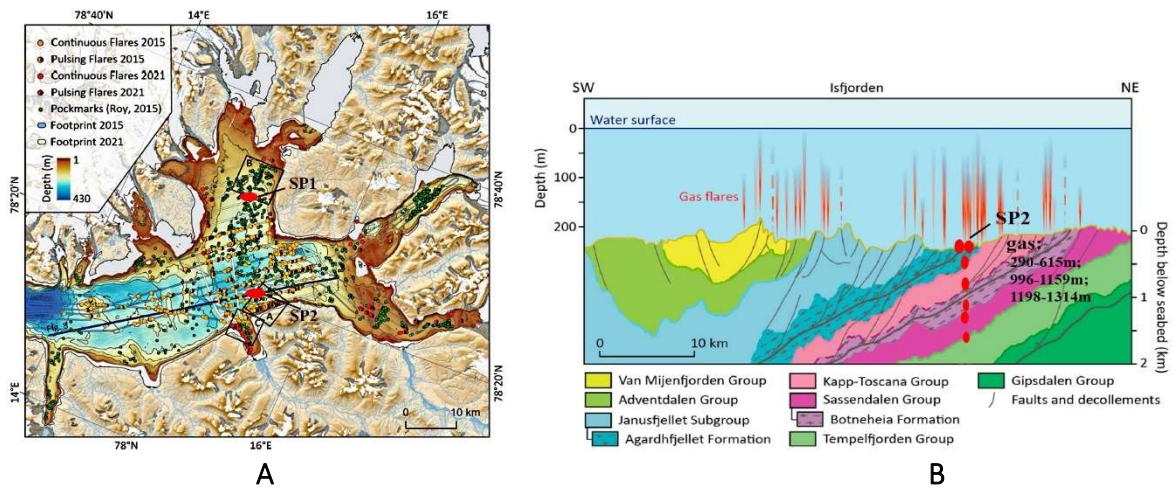 78°40'N
14°E
16°E
Continuous Flares 2015
Pulsing Flares 2015
Continuous Flares 2021
Pulsing Flares 2021
Pockmarks (Roy, 2015)
Footprint 2015
Footprint 2021
Depth (m)
1
430
78°20'N
78°40'N
B
SP1
SP2
A
C
0 10 km
14°E
78°N
16°E
78°20'N
A
SW
Isfjorden
NE
Water surface
Depth (m)
0
100
200
Gas flares
SP2
gas:
290-615m;
996-1159m;
1198-1314m
0
1
2
Depth below seabed (km)
0 10 km
Van Mijenfjorden Group
Adventdalen Group
Janusfjellet Subgroup
Agardhfjellet Formation
Kapp-Toscana Group
Sassendalen Group
Botneheia Formation
Tempelfjorden Group
Gipsdalen Group
Faults and decollements
B